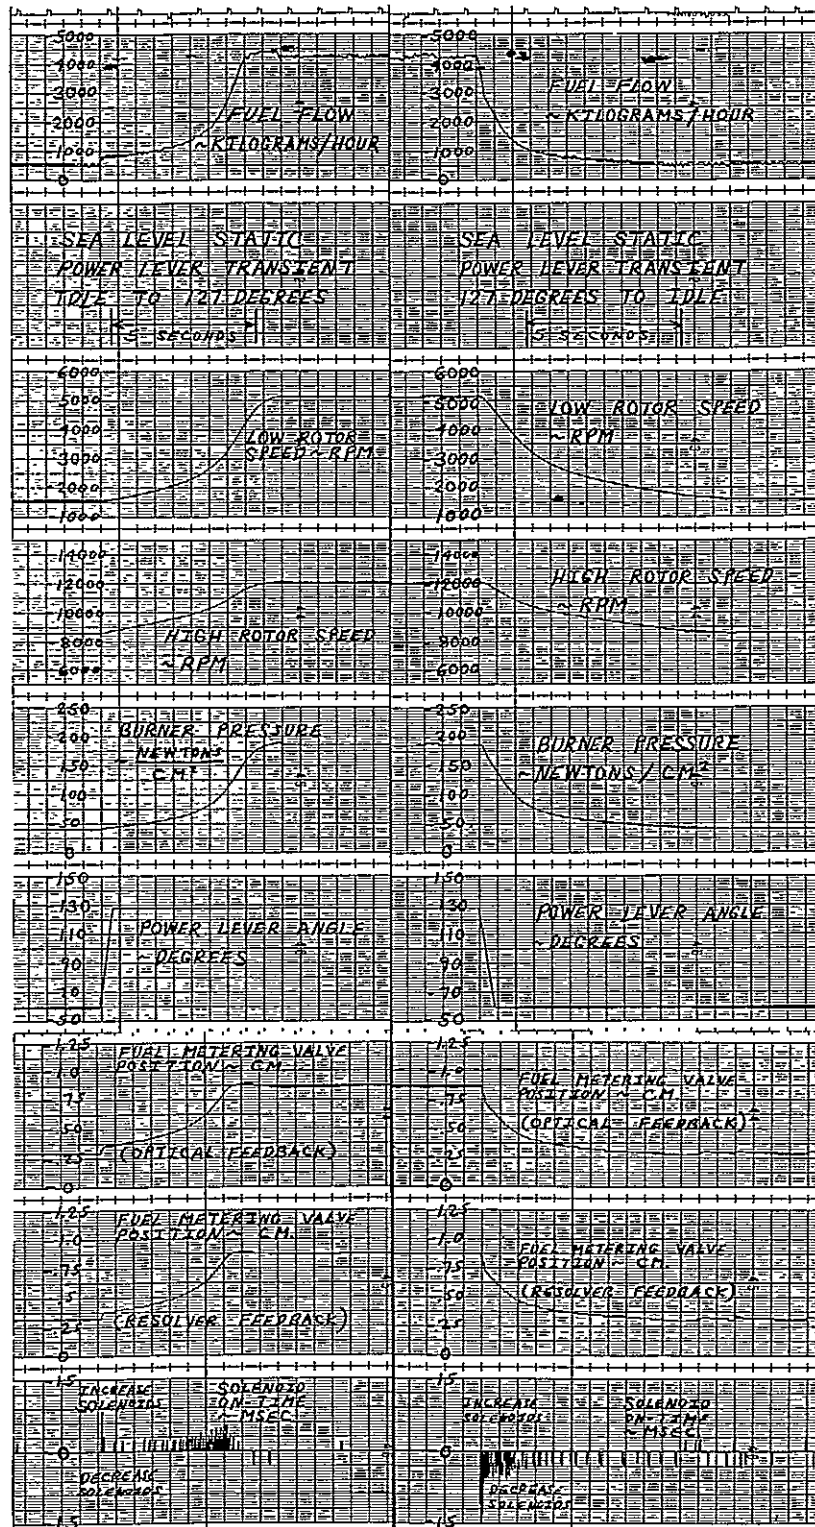 5000
4000
3000
2000
1000
0
FUEL FLOW
~KILOGRAMS/HOUR
5000
4000
3000
2000
1000
0
FUEL FLOW
~KILOGRAMS/HOUR
SEA LEVEL STATIC
POWER LEVER TRANSIENT
IDLE TO 127 DEGREES
5 SECONDS
SEA LEVEL STATIC
POWER LEVER TRANSIENT
127 DEGREES TO IDLE
5 SECONDS
6000
5000
4000
3000
2000
1000
LOW ROTOR
SPEED ~ RPM
6000
5000
4000
3000
2000
1000
LOW ROTOR SPEED
~ RPM
14000
12000
10000
8000
6000
HIGH ROTOR SPEED
~ RPM
14000
12000
10000
8000
6000
HIGH ROTOR SPEED
~ RPM
250
200
150
100
50
0
BURNER PRESSURE
~ NEWTONS
CM²
250
200
150
100
50
0
BURNER PRESSURE
~NEWTONS/CM²
150
130
110
90
70
50
POWER LEVER ANGLE
~DEGREES
150
130
110
90
70
50
POWER LEVER ANGLE
~DEGREES
1.25
1.0
.75
.50
.25
0
FUEL METERING VALVE
POSITION ~ CM.
(OPTICAL FEEDBACK)
1.25
1.0
.75
.50
.25
0
FUEL METERING VALVE
POSITION ~ CM.
(OPTICAL FEEDBACK)
1.25
1.0
.75
.5
.25
0
FUEL METERING VALVE
POSITION ~ CM.
(RESOLVER FEEDBACK)
1.25
1.0
.75
.50
.25
0
FUEL METERING VALVE
POSITION ~ CM.
(RESOLVER FEEDBACK)
15
0
-15
INCREASE
SOLENOIDS
SOLENOID
ON-TIME
~ MSEC
DECREASE
SOLENOIDS
15
0
-15
INCREASE
SOLENOIDS
SOLENOID
ON-TIME
~ MSEC
DECREASE
SOLENOIDS